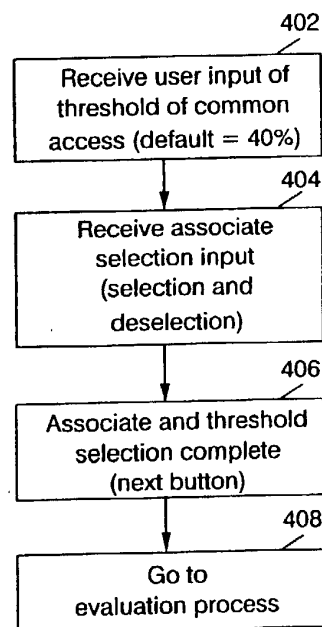 402
Receive user input of
threshold of common
access (default = 40%)
404
Receive associate
selection input
(selection and
deselection)
406
Associate and threshold
selection complete
(next button)
408
Go to
evaluation process